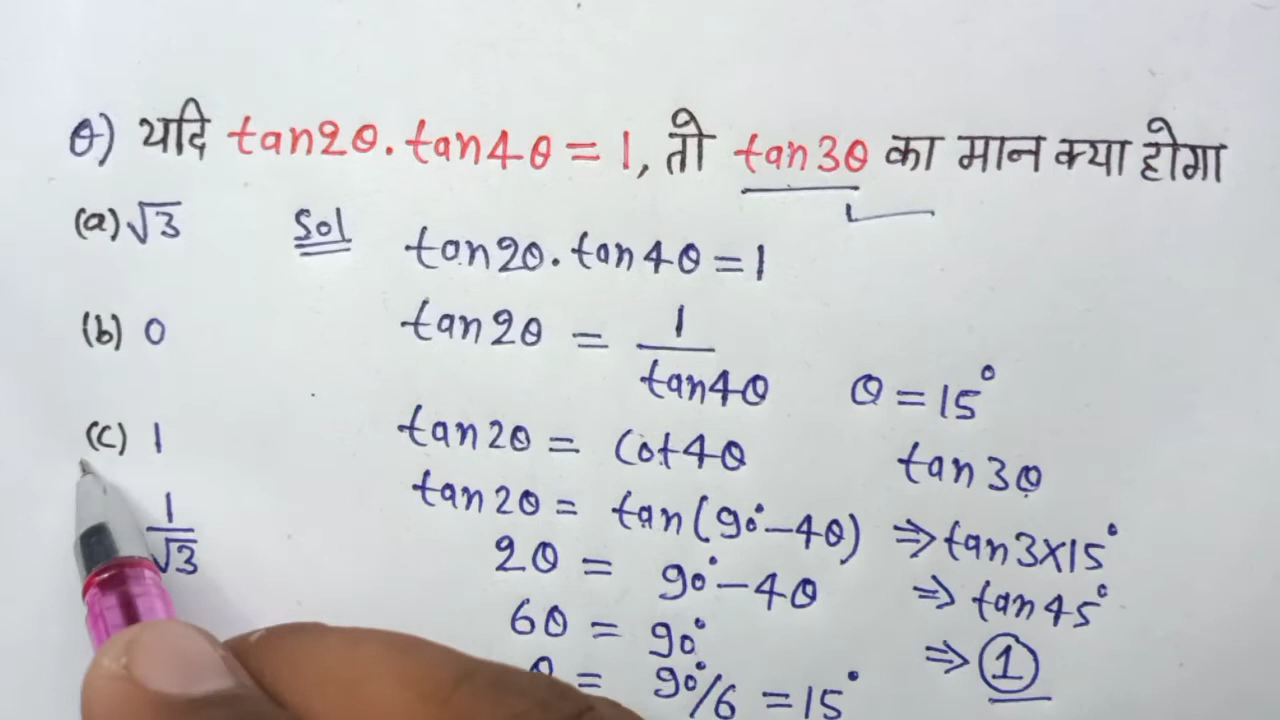 Q) यदि tan2θ.tan4θ = 1, तो tan3θ का मान क्या होगा
(a) √3
Sol
tan2θ.tan4θ = 1
(b) 0
tan2θ = 1/tan4θ
θ = 15°
(c) 1
tan2θ = Cot4θ
tan3θ
1/√3
tan2θ = tan(90°-4θ)
⇒ tan3×15°
2θ = 90°-4θ
⇒ tan45°
6θ = 90°
⇒ 1
= 90°/6 = 15°